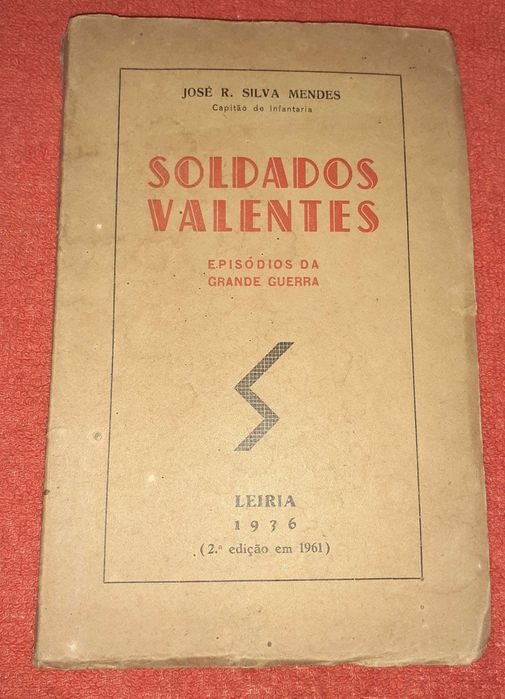 JOSÉ R. SILVA MENDES
Capitão de Infantaria
SOLDADOS
VALENTES
EPISÓDIOS DA
GRANDE GUERRA
LEIRIA
1936
(2.ª edição em 1961)